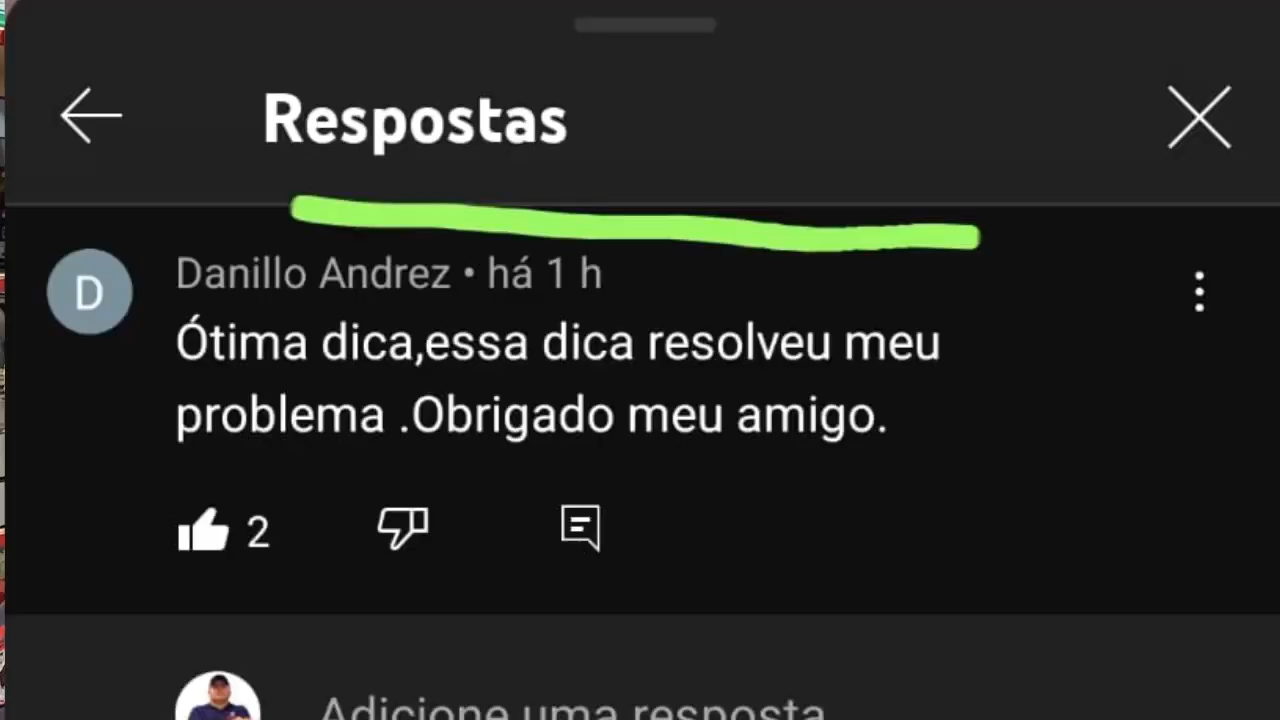 Respostas
D
Danillo Andrez • há 1 h
Ótima dica,essa dica resolveu meu
problema .Obrigado meu amigo.
2
Adicione uma resposta